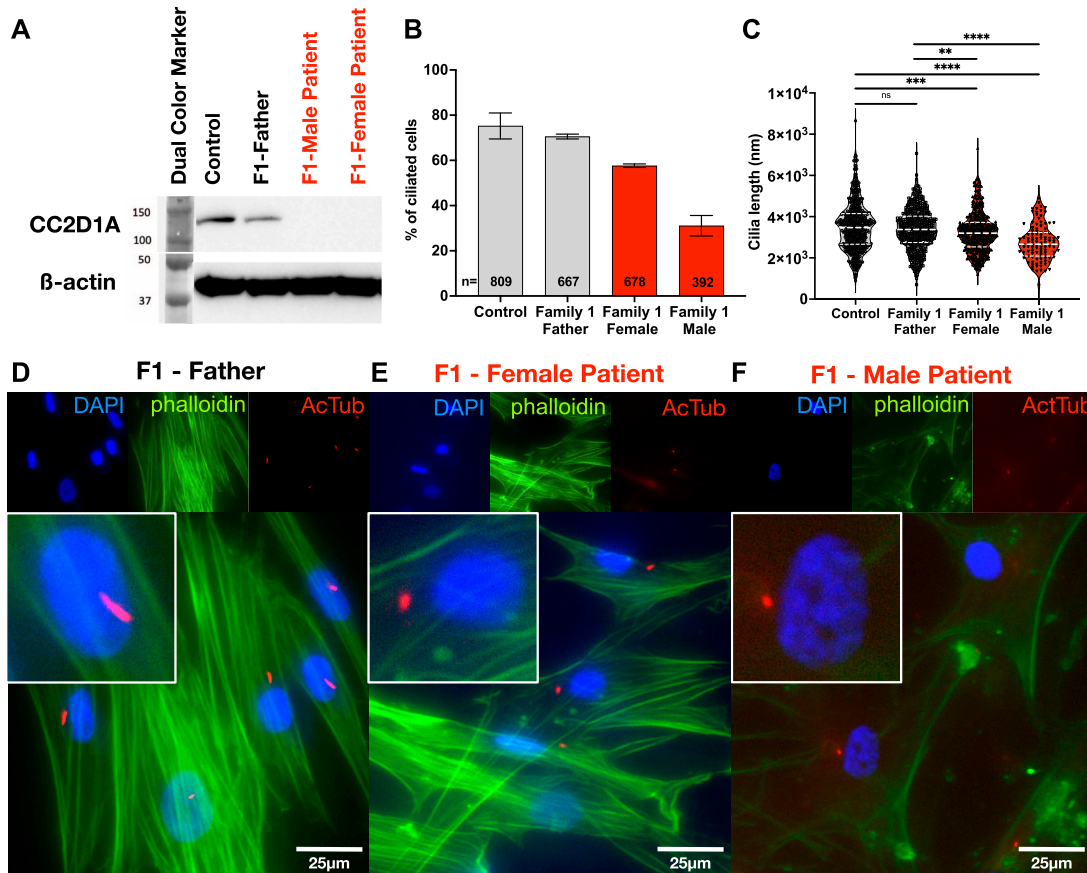 A
Dual Color Marker
Control
F1-Father
F1-Male Patient
F1-Female Patient
CC2D1A
150
100
ß-actin
50
37
B
% of ciliated cells
100
80
60
40
20
0
n=
809
667
678
392
Control
Family 1 Father
Family 1 Female
Family 1 Male
C
****
**
****
***
ns
Cilia length (nm)
1×10⁴
8×10³
6×10³
4×10³
2×10³
0
Control
Family 1 Father
Family 1 Female
Family 1 Male
D
F1 - Father
DAPI
phalloidin
AcTub
25µm
E
F1 - Female Patient
DAPI
phalloidin
AcTub
25µm
F
F1 - Male Patient
DAPI
phalloidin
ActTub
25µm